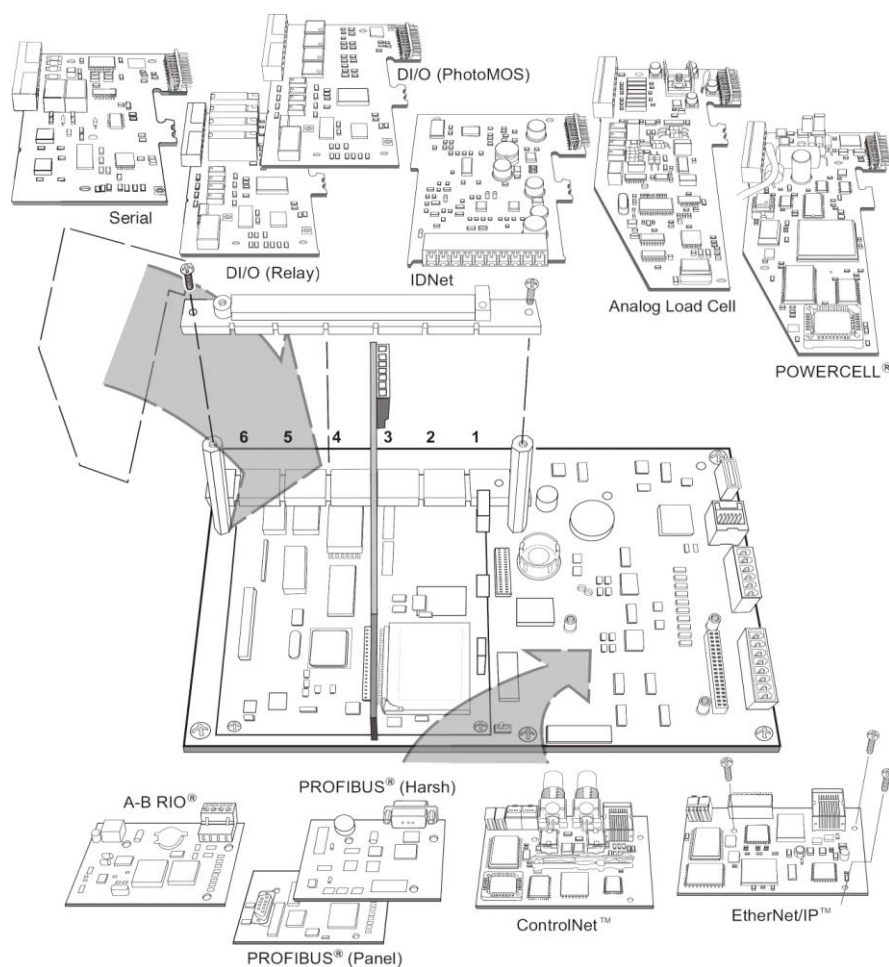 DI/O (PhotoMOS)
Serial
DI/O (Relay)
IDNet
Analog Load Cell
POWERCELL®
6 5 4 3 2 1
A-B RIO®
PROFIBUS® (Harsh)
PROFIBUS® (Panel)
ControlNet™
EtherNet/IP™